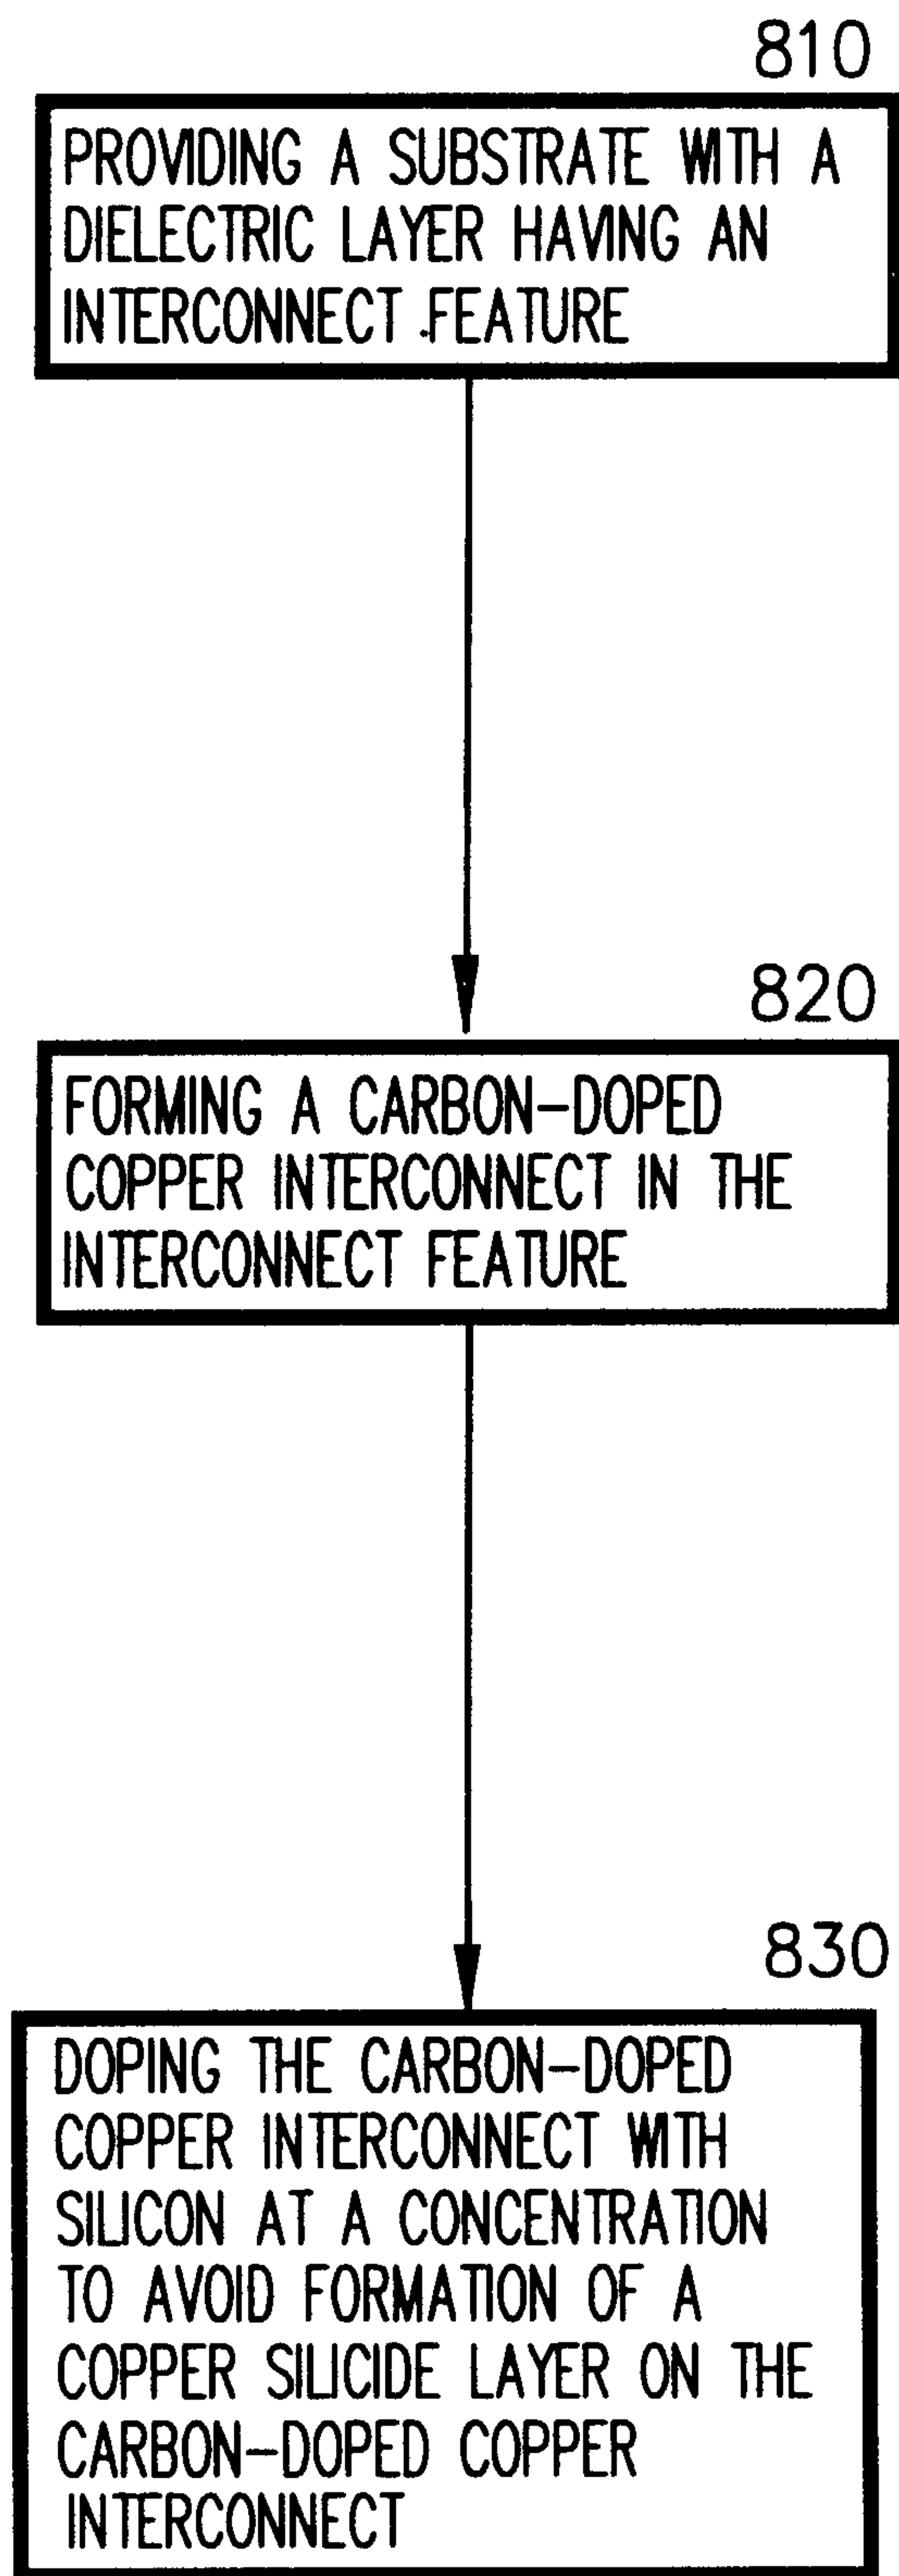 810
PROVIDING A SUBSTRATE WITH A
DIELECTRIC LAYER HAVING AN
INTERCONNECT FEATURE
820
FORMING A CARBON-DOPED
COPPER INTERCONNECT IN THE
INTERCONNECT FEATURE
830
DOPING THE CARBON-DOPED
COPPER INTERCONNECT WITH
SILICON AT A CONCENTRATION
TO AVOID FORMATION OF A
COPPER SILICIDE LAYER ON THE
CARBON-DOPED COPPER
INTERCONNECT